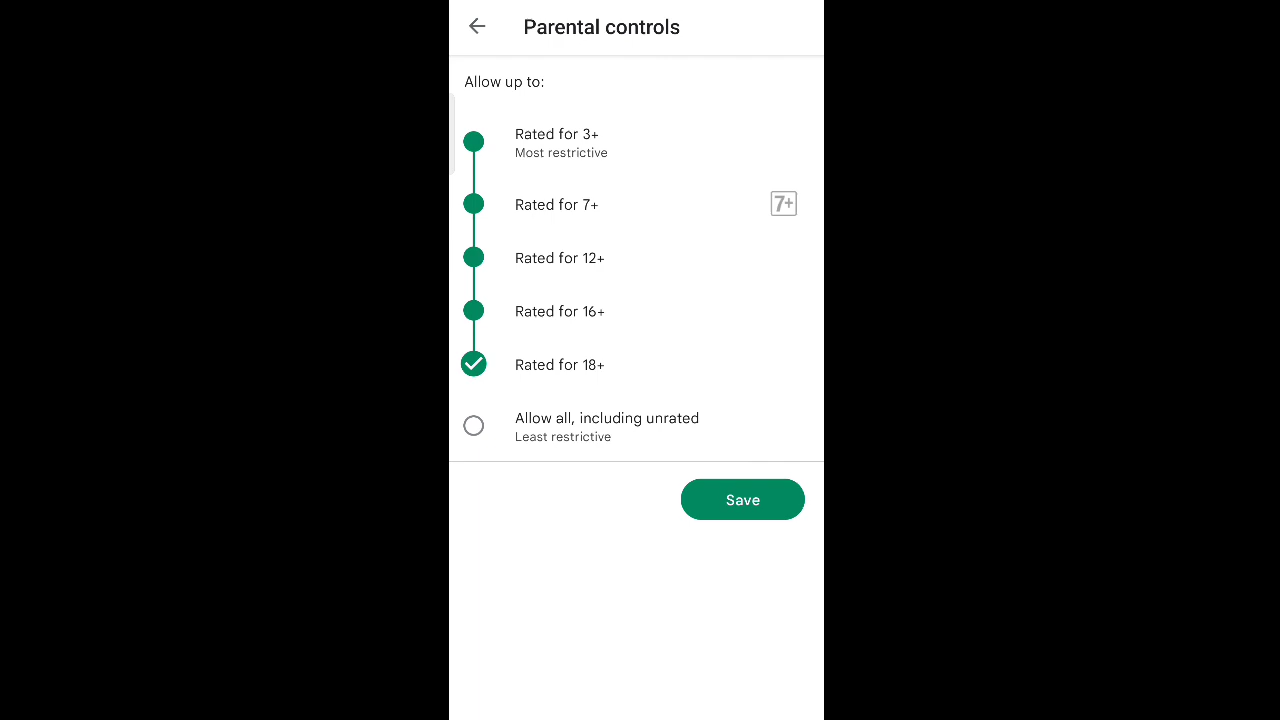 Parental controls
Allow up to:
Rated for 3+
Most restrictive
Rated for 7+
7+
Rated for 12+
Rated for 16+
Rated for 18+
Allow all, including unrated
Least restrictive
Save